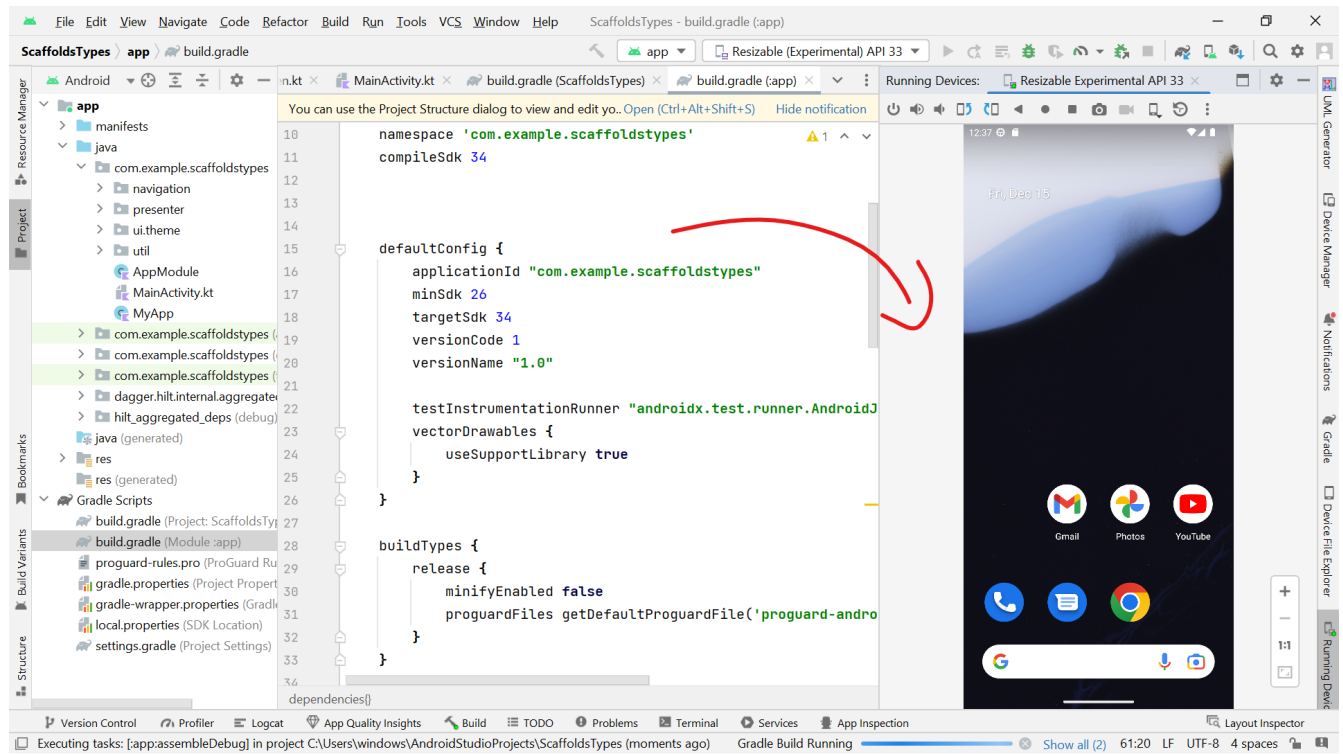 File Edit View Navigate Code Refactor Build Run Tools VCS Window Help ScaffoldsTypes - build.gradle (:app)
ScaffoldsTypes app build.gradle
app
Resizable (Experimental) API 33
Resource Manager
Project
Bookmarks
Build Variants
Structure
Android
app
manifests
java
com.example.scaffoldstypes
navigation
presenter
ui.theme
util
AppModule
MainActivity.kt
MyApp
com.example.scaffoldstypes (
com.example.scaffoldstypes (
com.example.scaffoldstypes (
dagger.hilt.internal.aggregate
hilt_aggregated_deps (debug)
java (generated)
res
res (generated)
Gradle Scripts
build.gradle (Project: ScaffoldsTyp
build.gradle (Module :app)
proguard-rules.pro (ProGuard Ru
gradle.properties (Project Propert
gradle-wrapper.properties (Gradl
local.properties (SDK Location)
settings.gradle (Project Settings)
n.kt MainActivity.kt build.gradle (ScaffoldsTypes) build.gradle (:app)
You can use the Project Structure dialog to view and edit yo.. Open (Ctrl+Alt+Shift+S) Hide notification
1
10 namespace 'com.example.scaffoldstypes'
11 compileSdk 34
12
13
14
15 defaultConfig {
16 applicationId "com.example.scaffoldstypes"
17 minSdk 26
18 targetSdk 34
19 versionCode 1
20 versionName "1.0"
21
22 testInstrumentationRunner "androidx.test.runner.AndroidJ
23 vectorDrawables {
24 useSupportLibrary true
25 }
26 }
27
28 buildTypes {
29 release {
30 minifyEnabled false
31 proguardFiles getDefaultProguardFile('proguard-andro
32 }
33 }
34
dependencies{}
Running Devices: Resizable Experimental API 33
12:37
Fri, Dec 15
Gmail Photos YouTube
G
1:1
UML Generator
Device Manager
Notifications
Gradle
Device File Explorer
Running Devic
Version Control Profiler Logcat App Quality Insights Build TODO Problems Terminal Services App Inspection Layout Inspector
Executing tasks: [:app:assembleDebug] in project C:\Users\windows\AndroidStudioProjects\ScaffoldsTypes (moments ago) Gradle Build Running Show all (2) 61:20 LF UTF-8 4 spaces